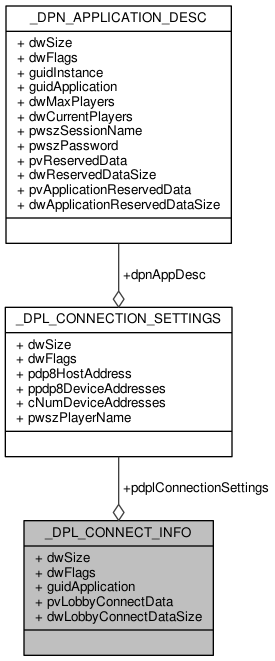 _DPN_APPLICATION_DESC
+ dwSize
+ dwFlags
+ guidInstance
+ guidApplication
+ dwMaxPlayers
+ dwCurrentPlayers
+ pwszSessionName
+ pwszPassword
+ pvReservedData
+ dwReservedDataSize
+ pvApplicationReservedData
+ dwApplicationReservedDataSize
+dpnAppDesc
_DPL_CONNECTION_SETTINGS
+ dwSize
+ dwFlags
+ pdp8HostAddress
+ ppdp8DeviceAddresses
+ cNumDeviceAddresses
+ pwszPlayerName
+pdplConnectionSettings
_DPL_CONNECT_INFO
+ dwSize
+ dwFlags
+ guidApplication
+ pvLobbyConnectData
+ dwLobbyConnectDataSize